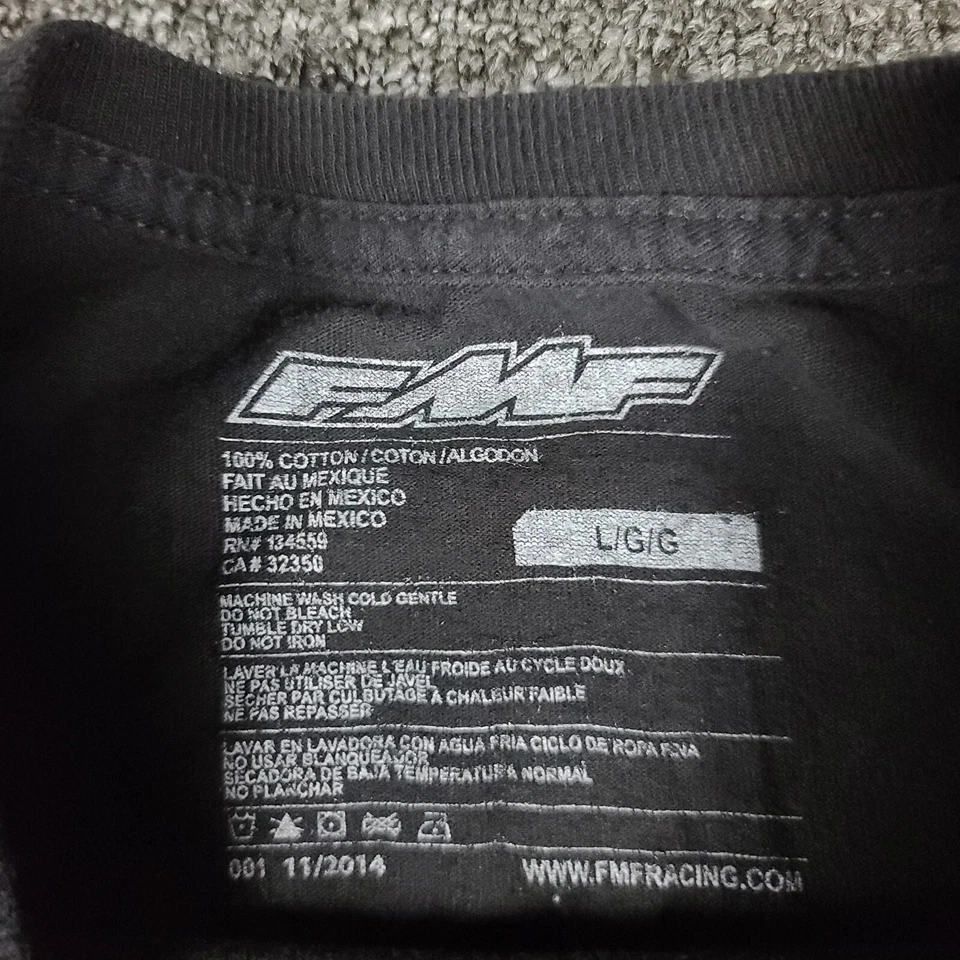 FMF
100% COTTON / COTON / ALGODON
FAIT AU MEXIQUE
HECHO EN MEXICO
MADE IN MEXICO
RN# 134559
CA# 32350
L/G/G
MACHINE WASH COLD GENTLE
DO NOT BLEACH
TUMBLE DRY LOW
DO NOT IRON
LAVER LA MACHINE L'EAU FROIDE AU CYCLE DOUX
NE PAS UTILISER DE JAVEL
SECHER PAR CULBUTAGE A CHALEUR FAIBLE
NE PAS REPASSER
LAVAR EN LAVADORA CON AGUA FRIA CICLO DE ROPA FINA
NO USAR BLANQUEADOR
SECADORA DE BAJA TEMPERATURA NORMAL
NO PLANCHAR
001 11/2014
WWW.FMFRACING.COM